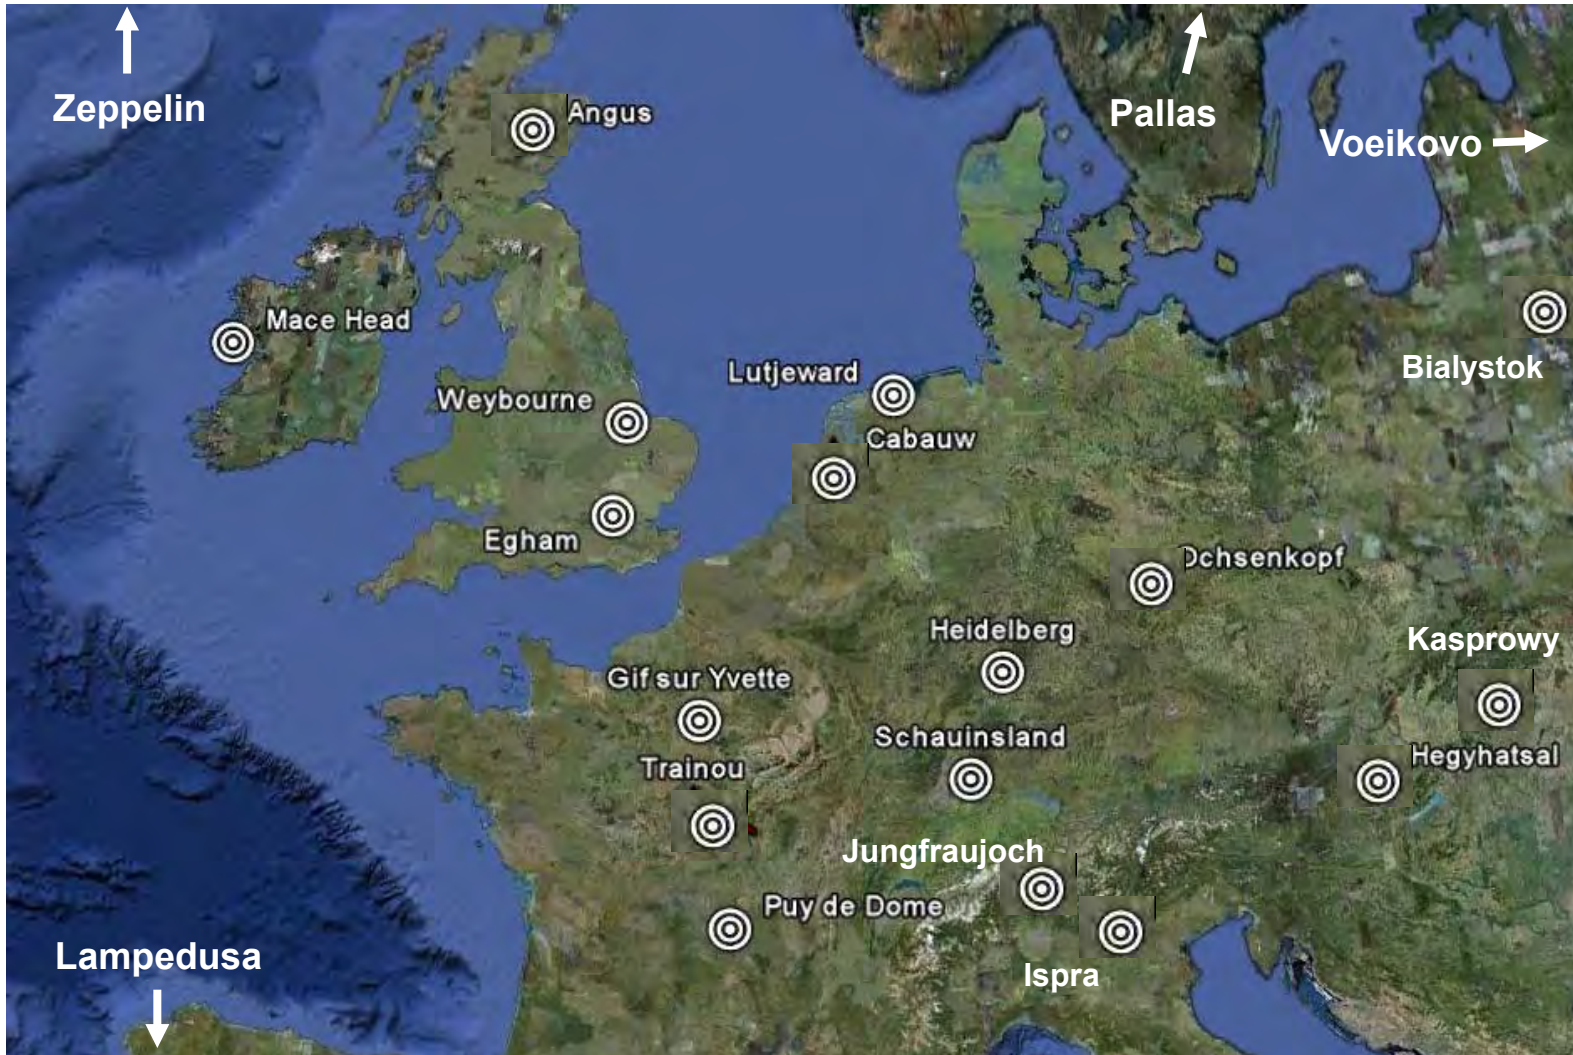 Zeppelin
Angus
Pallas
Voeikovo
Mace Head
Weybourne
Lutjeward
Bialystok
Cabauw
Egham
Ochsenkopf
Heidelberg
Kasprowy
Gif sur Yvette
Schauinsland
Trainou
Hegyhatsal
Jungfraujoch
Puy de Dome
Lampedusa
Ispra